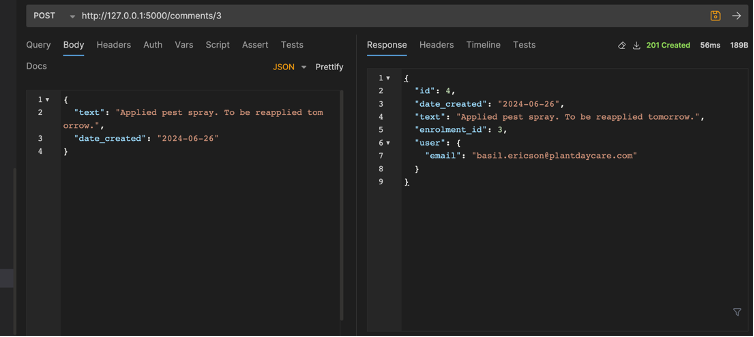 POST http://127.0.0.1:5000/comments/3
Query Body Headers Auth Vars Script Assert Tests
Docs JSON Prettify
1 {
2 "text": "Applied pest spray. To be reapplied tom
orrow.",
3 "date_created": "2024-06-26"
4 }
Response Headers Timeline Tests 201 Created 56ms 189B
1 {
2 "id": 4,
3 "date_created": "2024-06-26",
4 "text": "Applied pest spray. To be reapplied tomorrow.",
5 "enrolment_id": 3,
6 "user": {
7 "email": "basil.ericson@plantdaycare.com"
8 }
9 }